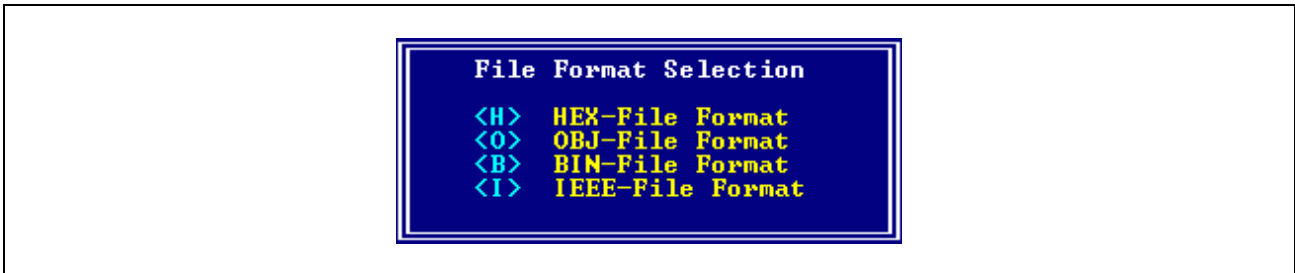 File Format Selection
<H> HEX-File Format
<O> OBJ-File Format
<B> BIN-File Format
<I> IEEE-File Format